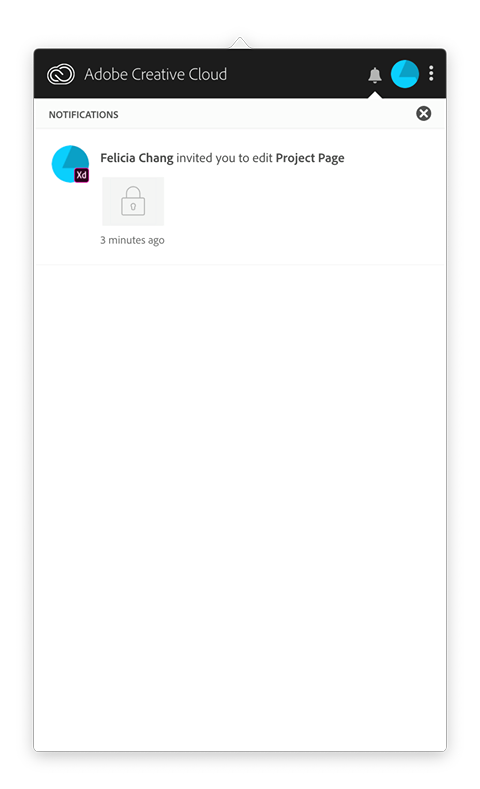 Adobe Creative Cloud
NOTIFICATIONS
Felicia Chang invited you to edit Project Page
Xd
0
3 minutes ago